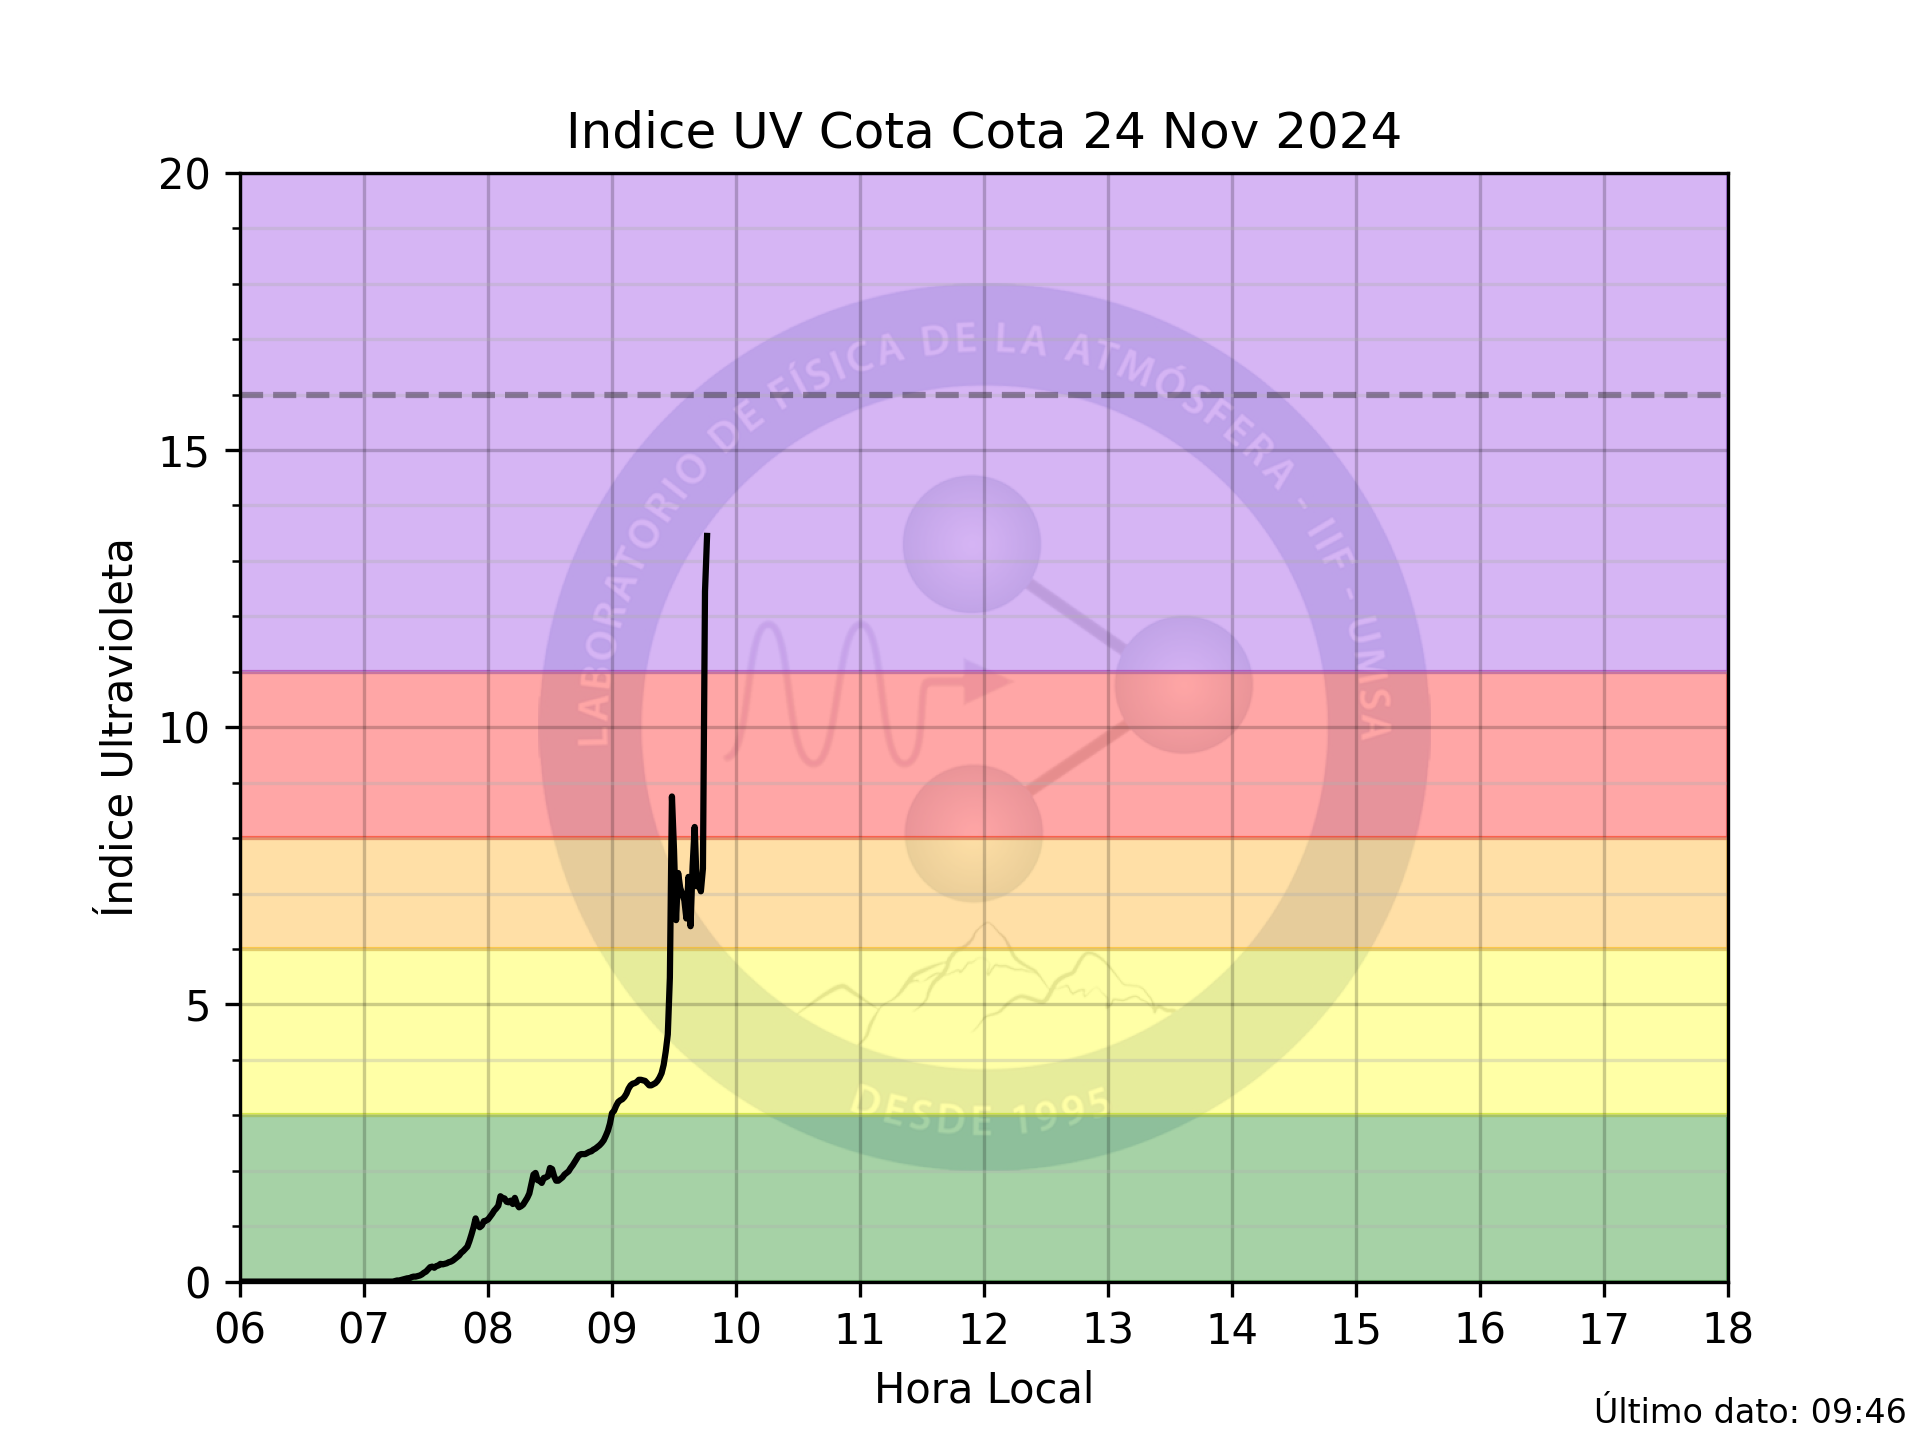 Indice UV Cota Cota 24 Nov 2024
20
15
10
5
0
Índice Ultravioleta
LABORATORIO DE FÍSICA DE LA ATMÓSFERA - IIF - UMSA
DESDE 1995
06 07 08 09 10 11 12 13 14 15 16 17 18
Hora Local
Último dato: 09:46